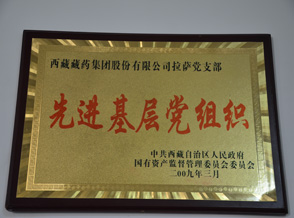 西藏藏药集团股份有限公司拉萨党支部
先进基层党组织
中共西藏自治区人民政府
国有资产监督管理委员会委员会
二00九年三月